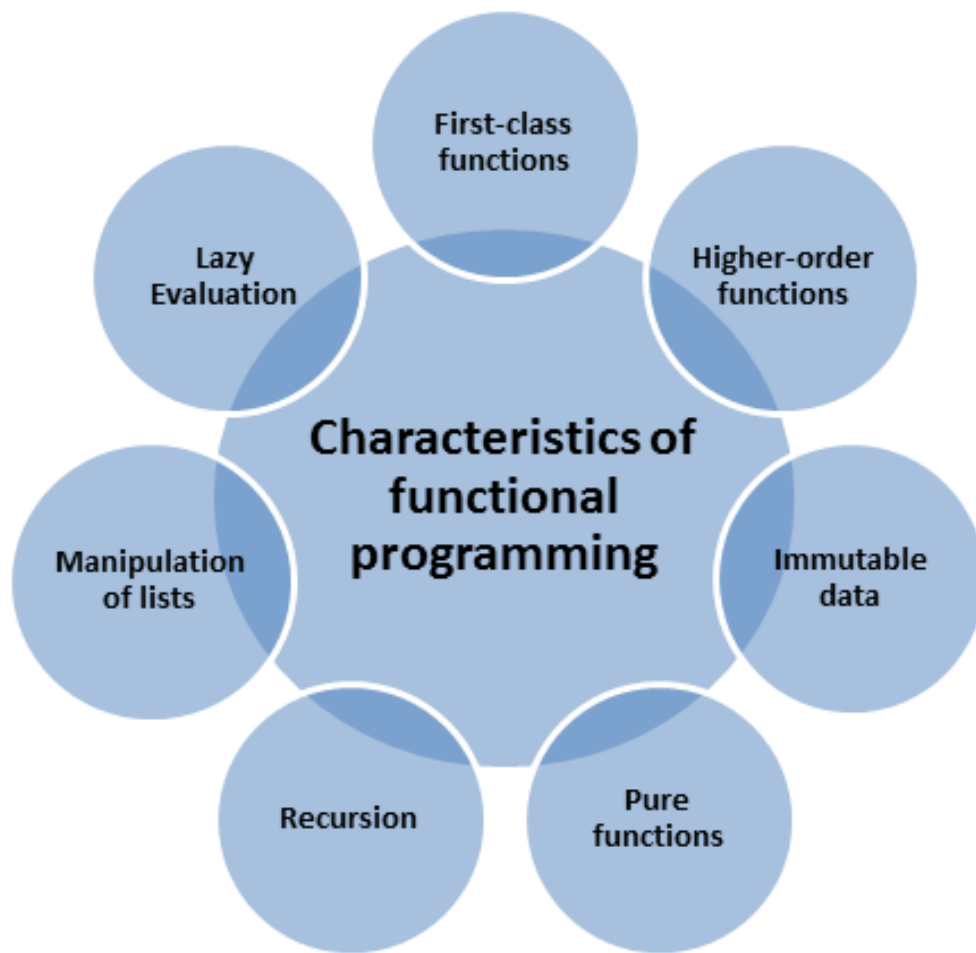 First-class
functions
Higher-order
functions
Immutable
data
Pure
functions
Recursion
Manipulation
of lists
Lazy
Evaluation
Characteristics of
functional
programming